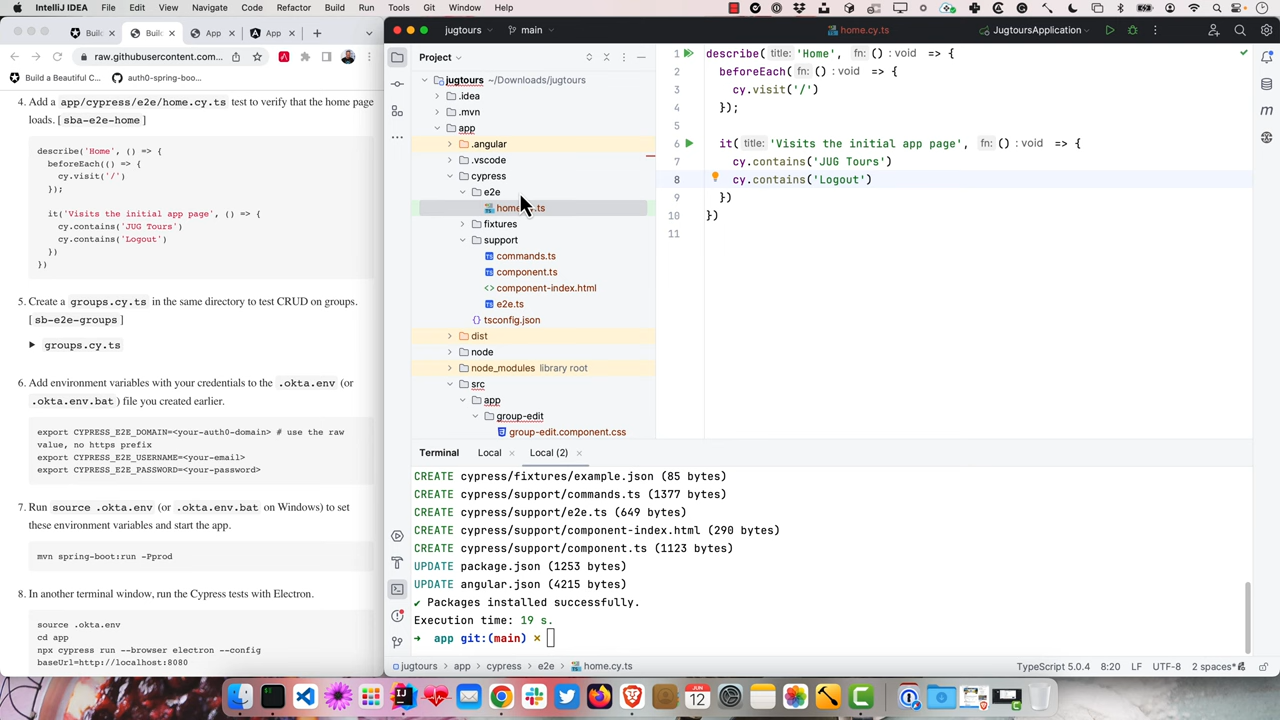 IntelliJ IDEA File Edit View Navigate Code Refactor Build Run Tools Git Window Help
Build Build App App
raw.githubusercontent.com...
Build a Beautiful C... auth0-spring-boo...
4. Add a app/cypress/e2e/home.cy.ts test to verify that the home page
loads. [ sba-e2e-home ]
describe('Home', () => {
beforeEach(() => {
cy.visit('/')
});
it('Visits the initial app page', () => {
cy.contains('JUG Tours')
cy.contains('Logout')
})
})
5. Create a groups.cy.ts in the same directory to test CRUD on groups.
[ sb-e2e-groups ]
groups.cy.ts
6. Add environment variables with your credentials to the .okta.env (or
.okta.env.bat ) file you created earlier.
export CYPRESS_E2E_DOMAIN=<your-auth0-domain> # use the raw
value, no https prefix
export CYPRESS_E2E_USERNAME=<your-email>
export CYPRESS_E2E_PASSWORD=<your-password>
7. Run source .okta.env (or .okta.env.bat on Windows) to set
these environment variables and start the app.
mvn spring-boot:run -Pprod
8. In another terminal window, run the Cypress tests with Electron.
source .okta.env
cd app
npx cypress run --browser electron --config
baseUrl=http://localhost:8080
jugtours main home.cy.ts JugtoursApplication
Project
jugtours ~/Downloads/jugtours
.idea
.mvn
app
.angular
.vscode
cypress
e2e
fixtures
support
commands.ts
component.ts
component-index.html
e2e.ts
tsconfig.json
dist
node
node_modules library root
src
app
group-edit
group-edit.component.css
1 describe( title: 'Home', fn: () : void => {
2 beforeEach( fn: () : void => {
3 cy.visit('/')
4 });
5
6 it( title: 'Visits the initial app page', fn: () : void => {
7 cy.contains('JUG Tours')
8 cy.contains('Logout')
9 })
10 })
11
Terminal Local Local (2)
CREATE cypress/fixtures/example.json (85 bytes)
CREATE cypress/support/commands.ts (1377 bytes)
CREATE cypress/support/e2e.ts (649 bytes)
CREATE cypress/support/component-index.html (290 bytes)
CREATE cypress/support/component.ts (1123 bytes)
UPDATE package.json (1253 bytes)
UPDATE angular.json (4215 bytes)
✔ Packages installed successfully.
Execution time: 19 s.
➜ app git:(main) ✗
jugtours > app > cypress > e2e > home.cy.ts TypeScript 5.0.4 8:20 LF UTF-8 2 spaces*
JUN
12